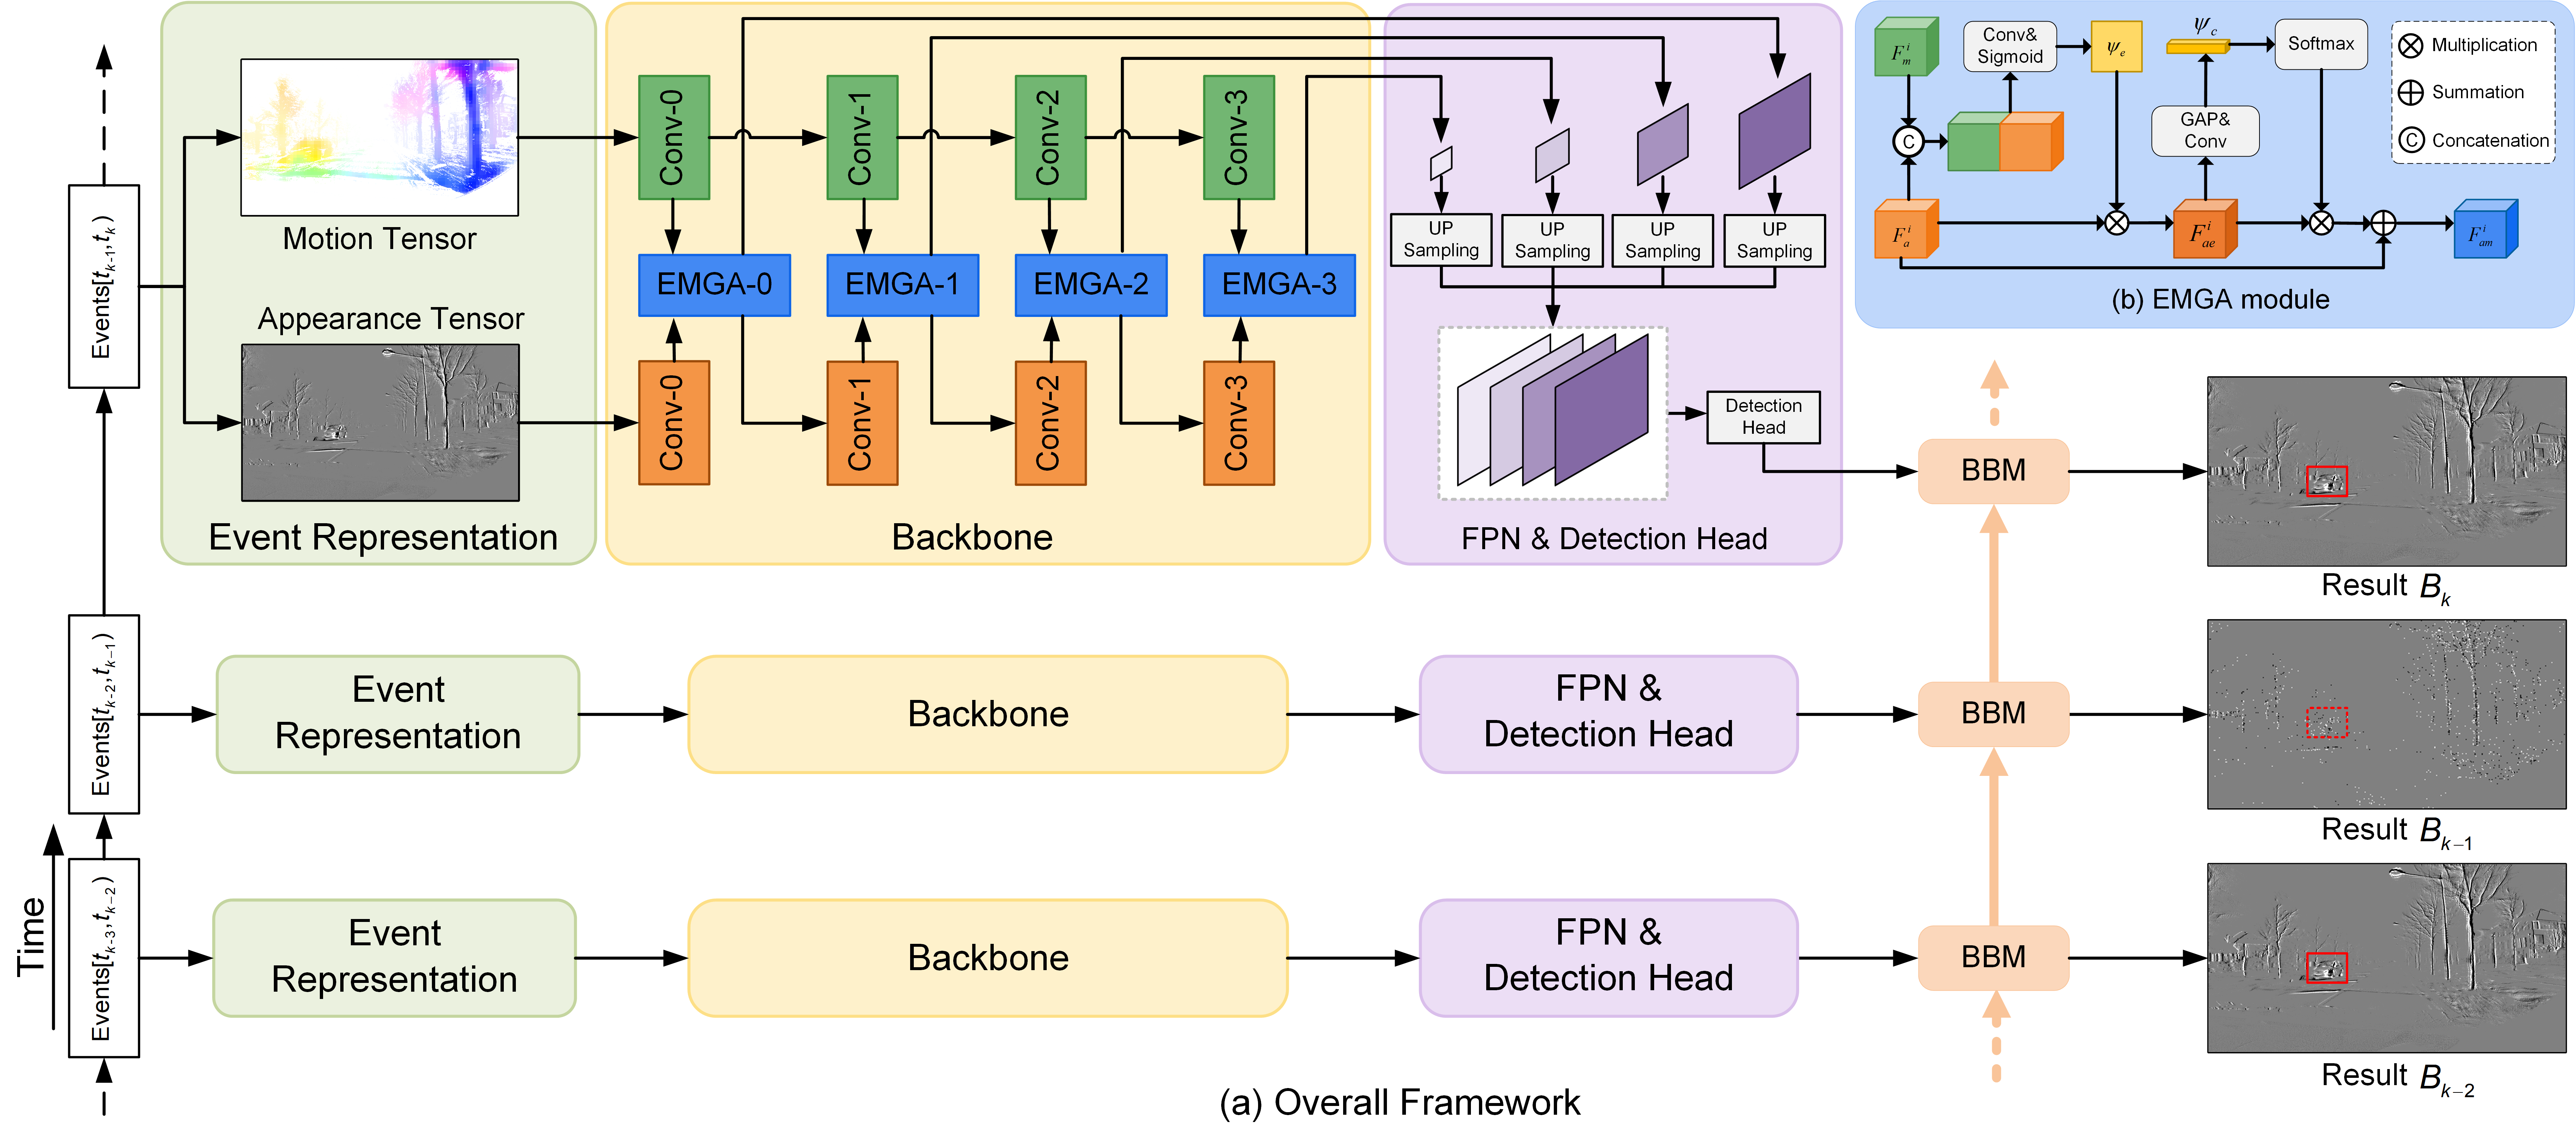 Events[t_{k-1}, t_k)
Motion Tensor
Appearance Tensor
Event Representation
Conv-0
Conv-1
Conv-2
Conv-3
EMGA-0
EMGA-1
EMGA-2
EMGA-3
Conv-0
Conv-1
Conv-2
Conv-3
Backbone
UP
Sampling
UP
Sampling
UP
Sampling
UP
Sampling
Detection
Head
FPN & Detection Head
F_m^i
Conv&
Sigmoid
ψ_e
ψ_c
Softmax
C
GAP&
Conv
F_a^i
F_{ae}^i
F_{am}^i
Multiplication
Summation
C Concatenation
(b) EMGA module
BBM
Result B_k
Events[t_{k-2}, t_{k-1})
Event
Representation
Backbone
FPN &
Detection Head
BBM
Result B_{k-1}
Time
Events[t_{k-3}, t_{k-2})
Event
Representation
Backbone
FPN &
Detection Head
BBM
Result B_{k-2}
(a) Overall Framework